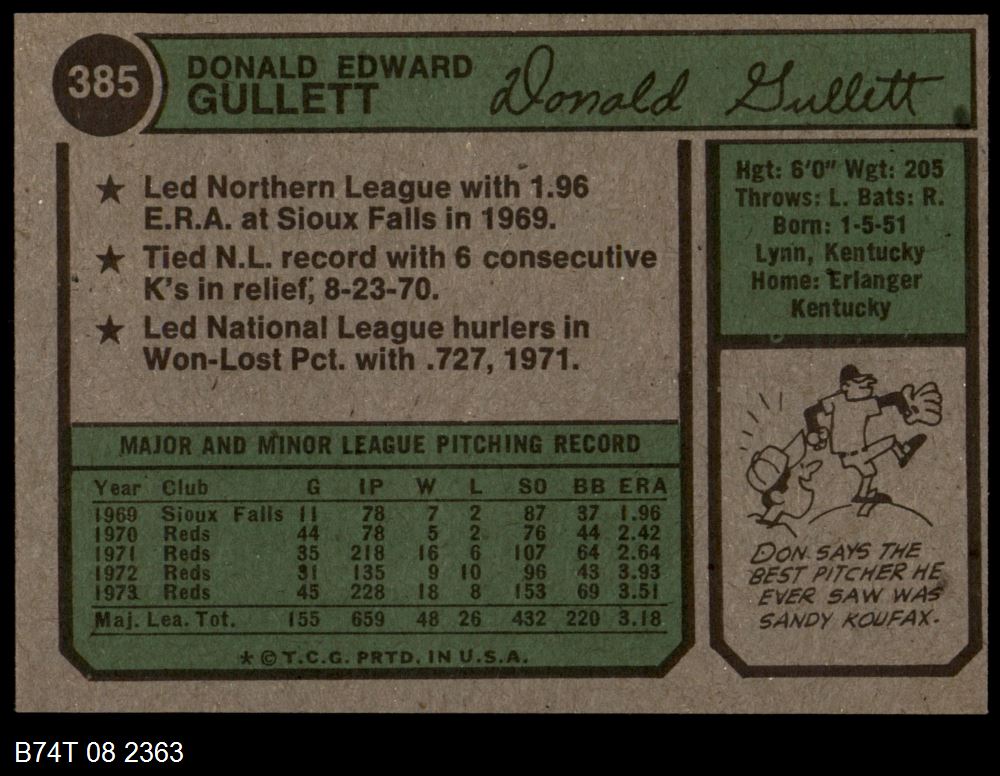 385
DONALD EDWARD
GULLETT
Donald Gullett
★ Led Northern League with 1.96
E.R.A. at Sioux Falls in 1969.
★ Tied N.L. record with 6 consecutive
K's in relief, 8-23-70.
★ Led National League hurlers in
Won-Lost Pct. with .727, 1971.
Hgt: 6'0" Wgt: 205
Throws: L. Bats: R.
Born: 1-5-51
Lynn, Kentucky
Home: Erlanger
Kentucky
MAJOR AND MINOR LEAGUE PITCHING RECORD
Year Club G IP W L SO BB ERA
1969 Sioux Falls 11 78 7 2 87 37 1.96
1970 Reds 44 78 5 2 76 44 2.42
1971 Reds 35 218 16 6 107 64 2.64
1972 Reds 31 135 9 10 96 43 3.93
1973 Reds 45 228 18 8 153 69 3.51
Maj. Lea. Tot. 155 659 48 26 432 220 3.18
* © T.C.G. PRTD. IN U.S.A.
DON SAYS THE
BEST PITCHER HE
EVER SAW WAS
SANDY KOUFAX.
B74T 08 2363